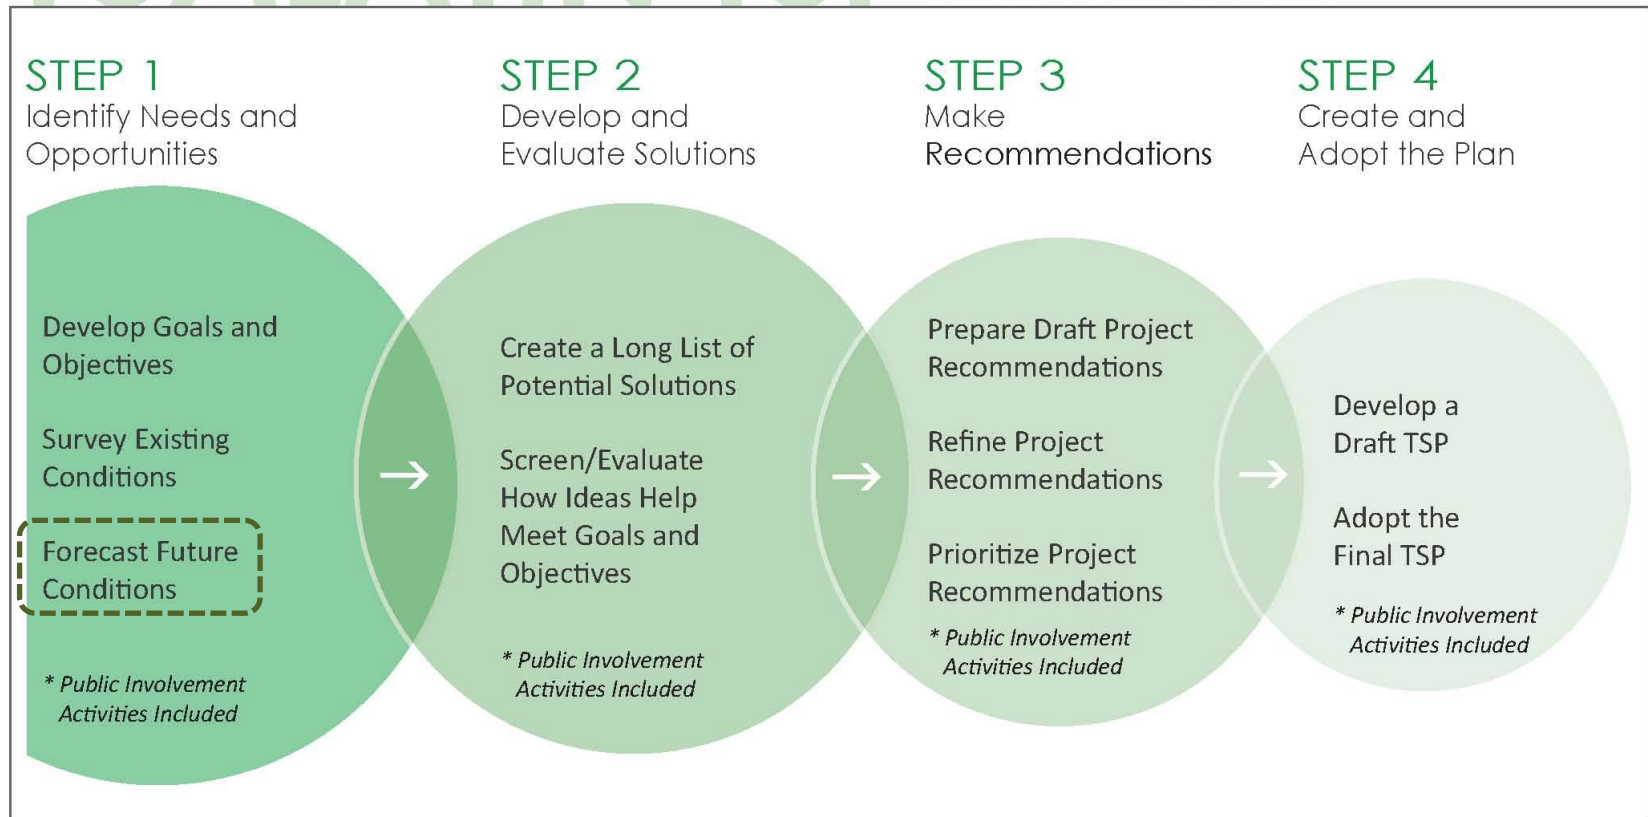 STEP 1
Identify Needs and
Opportunities
Develop Goals and
Objectives
Survey Existing
Conditions
Forecast Future
Conditions
* Public Involvement
Activities Included
STEP 2
Develop and
Evaluate Solutions
Create a Long List of
Potential Solutions
Screen/Evaluate
How Ideas Help
Meet Goals and
Objectives
* Public Involvement
Activities Included
STEP 3
Make
Recommendations
Prepare Draft Project
Recommendations
Refine Project
Recommendations
Prioritize Project
Recommendations
* Public Involvement
Activities Included
STEP 4
Create and
Adopt the Plan
Develop a
Draft TSP
Adopt the
Final TSP
* Public Involvement
Activities Included